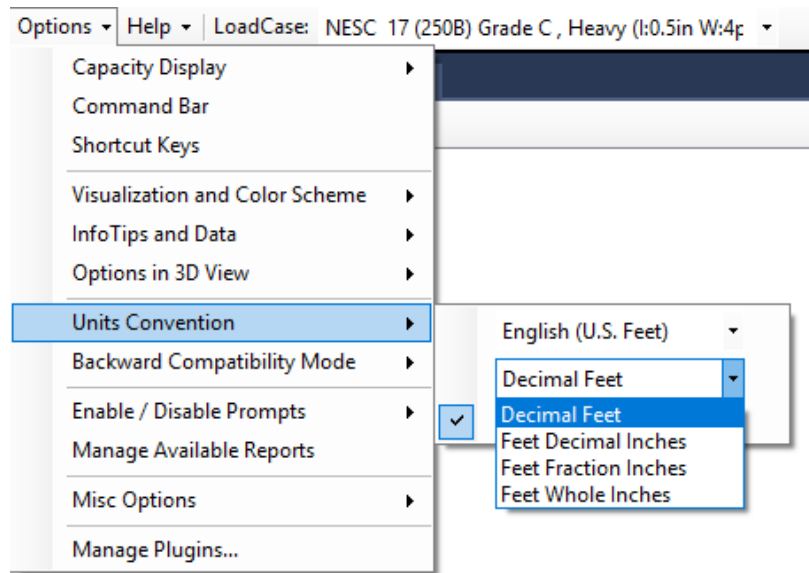 Options Help LoadCase: NESC 17 (250B) Grade C , Heavy (I:0.5in W:4p
Capacity Display
Command Bar
Shortcut Keys
Visualization and Color Scheme
InfoTips and Data
Options in 3D View
Units Convention
English (U.S. Feet)
Backward Compatibility Mode
Decimal Feet
Decimal Feet
Feet Decimal Inches
Feet Fraction Inches
Feet Whole Inches
Enable / Disable Prompts
Manage Available Reports
Misc Options
Manage Plugins...